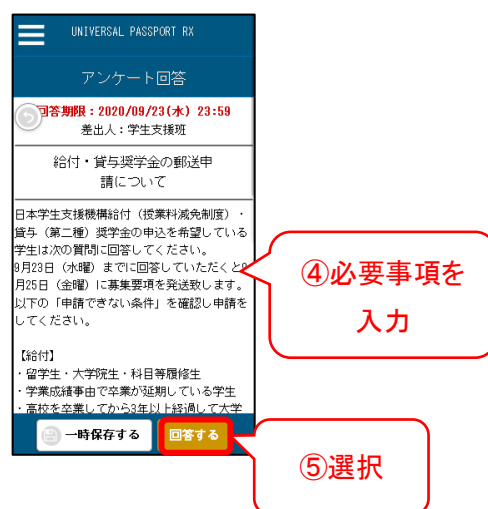 UNIVERSAL PASSPORT RX
アンケート回答
回答期限：2020/09/23(水) 23:59
差出人：学生支援班
給付・貸与奨学金の郵送申
請について
日本学生支援機構給付（授業料減免制度）・
貸与（第二種）奨学金の申込を希望している
学生は次の質問に回答してください。
9月23日（水曜）までに回答していただくと9
月25日（金曜）に募集要項を発送致します。
以下の「申請できない条件」を確認し申請を
してください。
【給付】
・留学生・大学院生・科目等履修生
・学業成績事由で卒業が延期している学生
・高校を卒業してから3年以上経過して大学
一時保存する
回答する
④必要事項を
入力
⑤選択